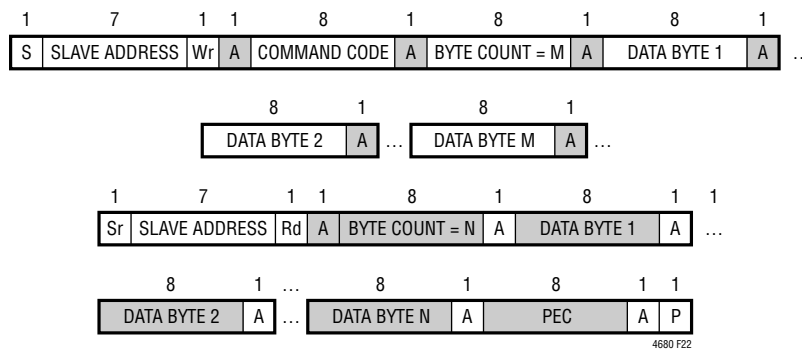 1 7 1 1 8 1 8 1 8 1
S SLAVE ADDRESS Wr A COMMAND CODE A BYTE COUNT = M A DATA BYTE 1 A …
8 1 8 1
DATA BYTE 2 A … DATA BYTE M A …
1 7 1 1 8 1 8 1 1
Sr SLAVE ADDRESS Rd A BYTE COUNT = N A DATA BYTE 1 A …
8 1 … 8 1 8 1 1
DATA BYTE 2 A … DATA BYTE N A PEC A P
4680 F22